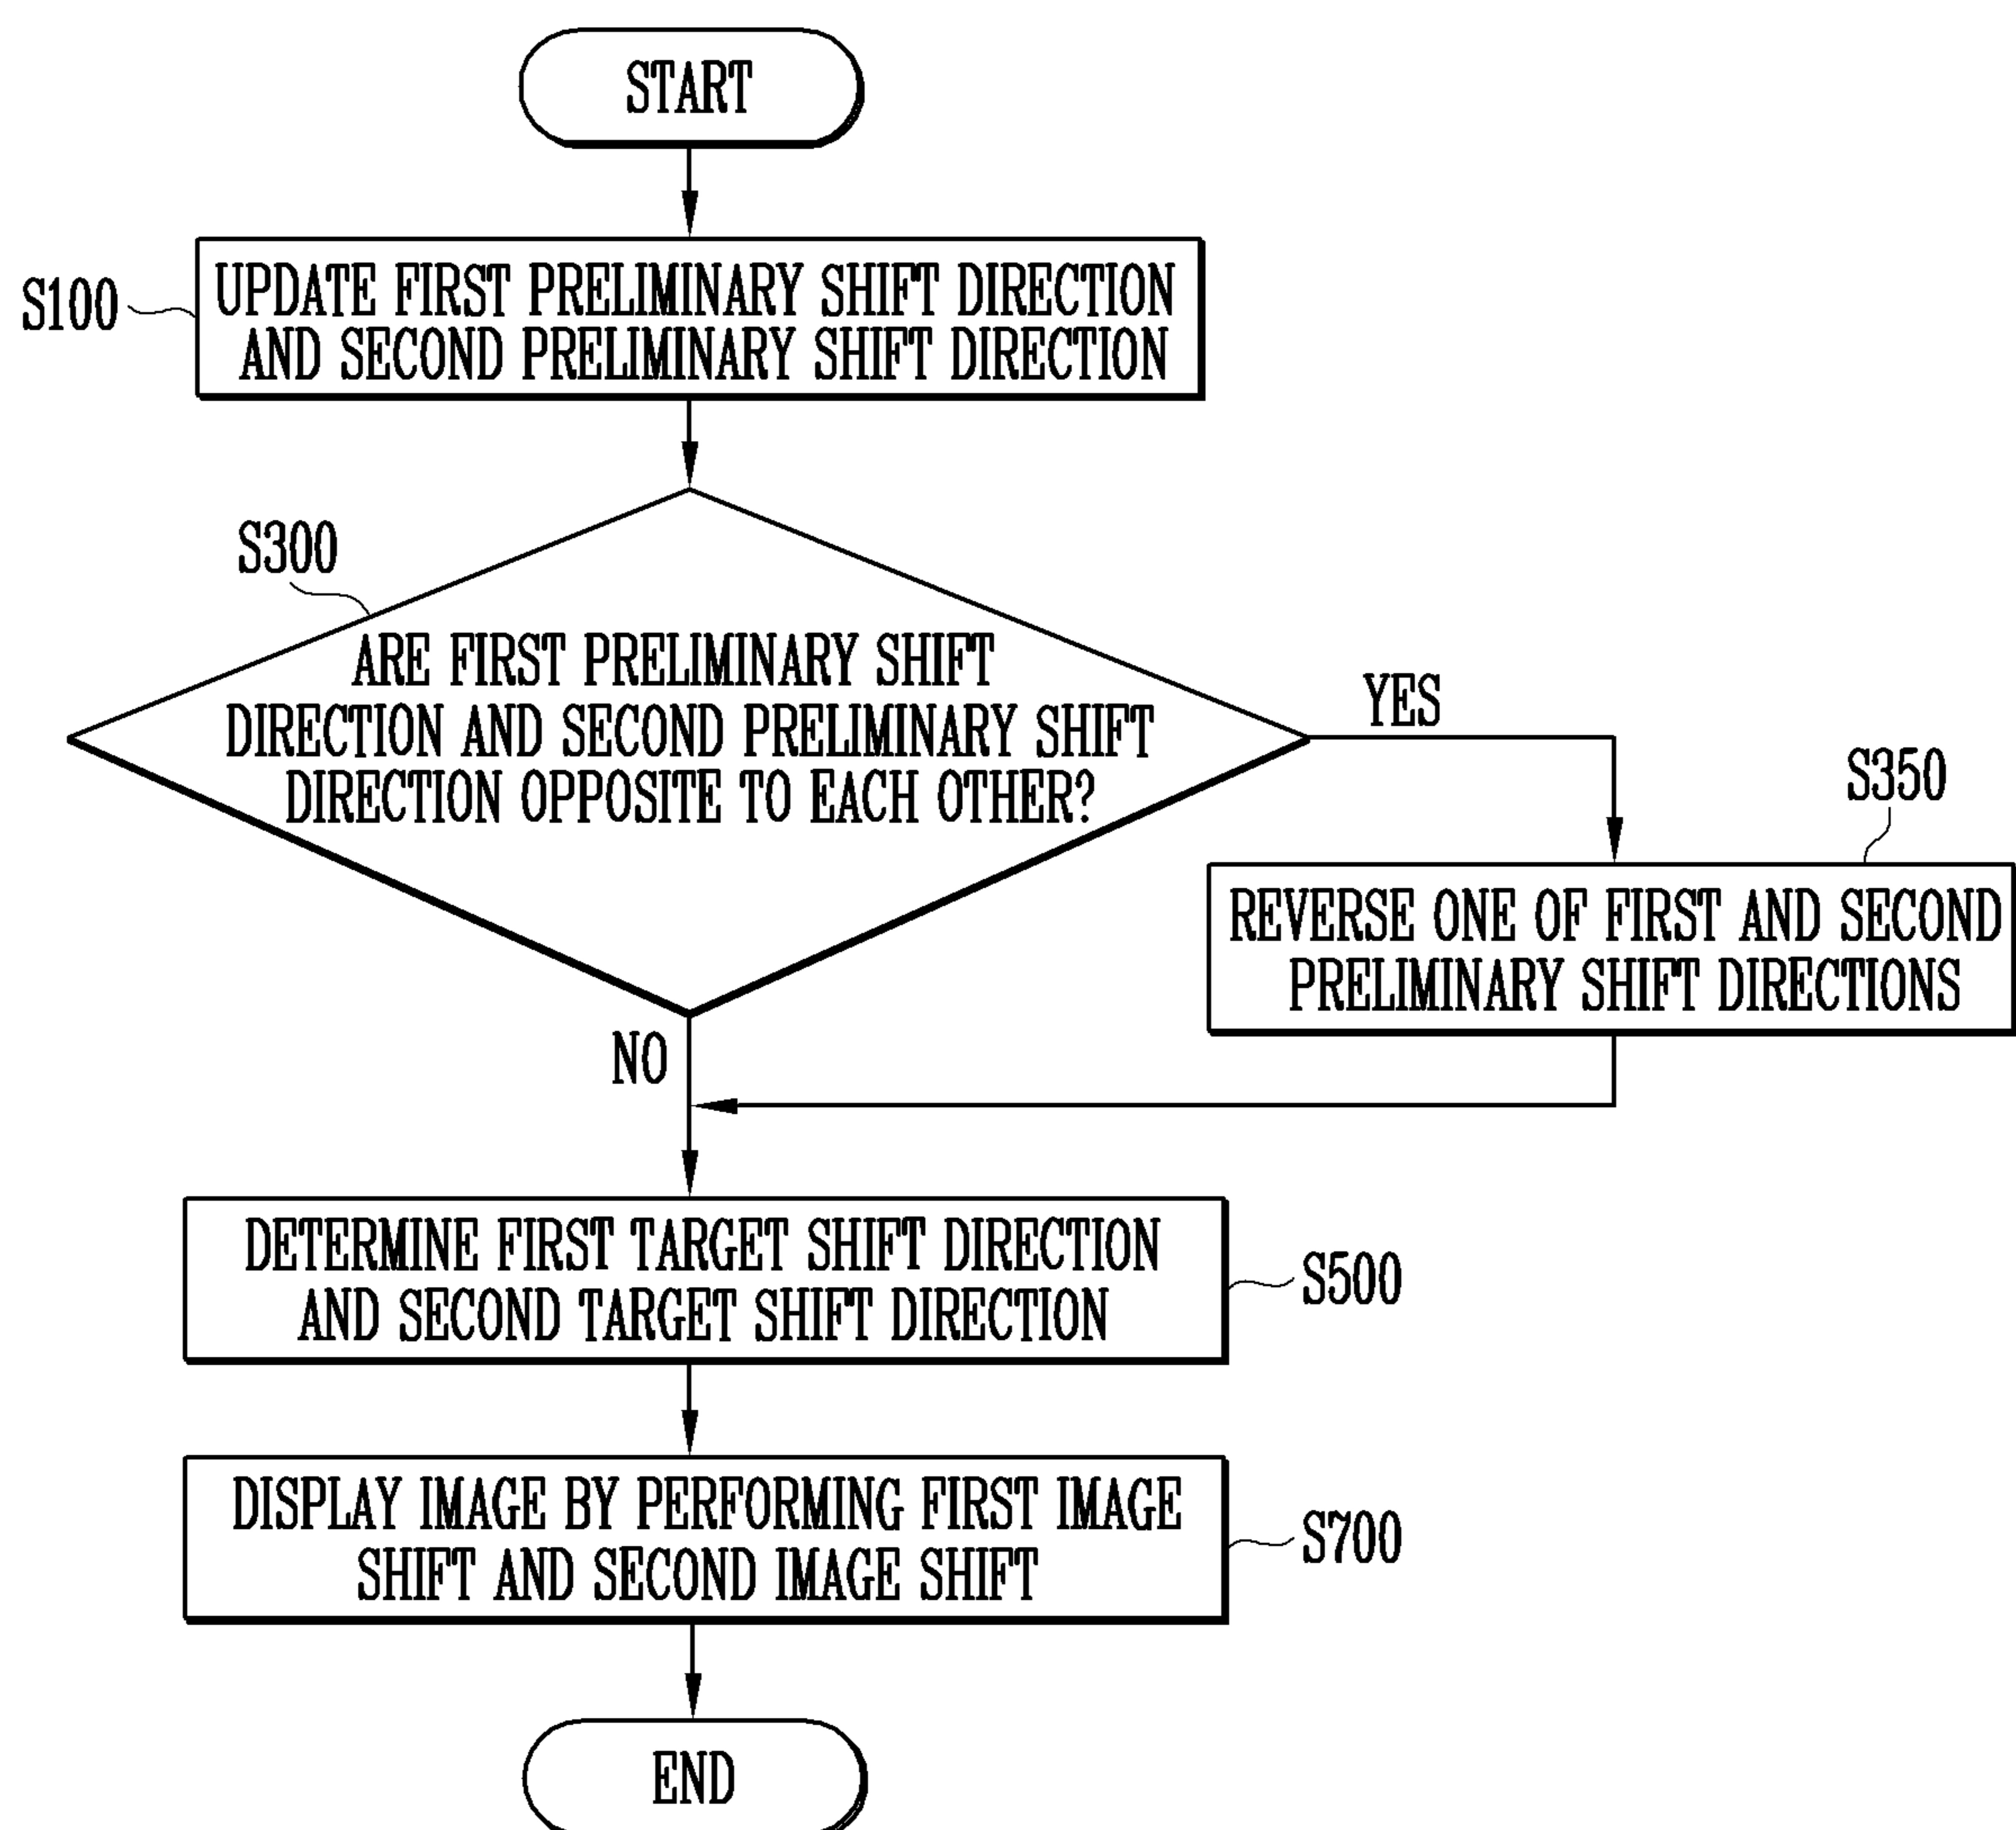 START
S100
UPDATE FIRST PRELIMINARY SHIFT DIRECTION
AND SECOND PRELIMINARY SHIFT DIRECTION
S300
ARE FIRST PRELIMINARY SHIFT
DIRECTION AND SECOND PRELIMINARY SHIFT
DIRECTION OPPOSITE TO EACH OTHER?
YES
S350
REVERSE ONE OF FIRST AND SECOND
PRELIMINARY SHIFT DIRECTIONS
NO
DETERMINE FIRST TARGET SHIFT DIRECTION
AND SECOND TARGET SHIFT DIRECTION
S500
DISPLAY IMAGE BY PERFORMING FIRST IMAGE
SHIFT AND SECOND IMAGE SHIFT
S700
END